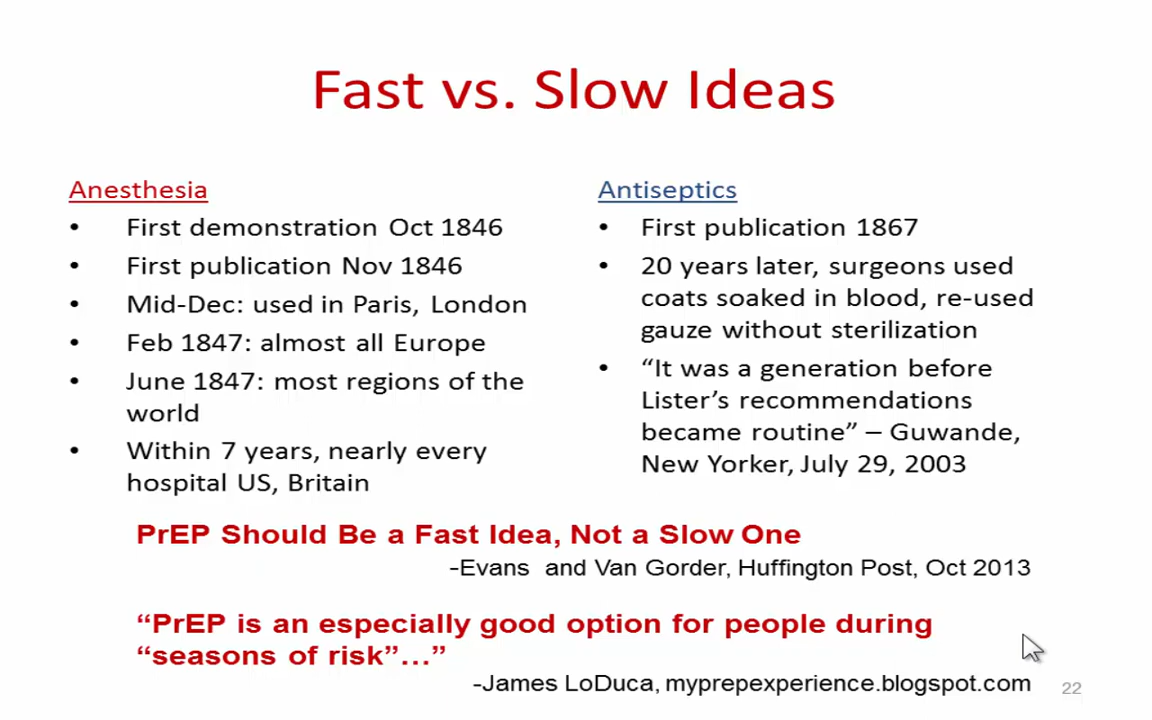 Fast vs. Slow Ideas
Anesthesia
• First demonstration Oct 1846
• First publication Nov 1846
• Mid-Dec: used in Paris, London
• Feb 1847: almost all Europe
• June 1847: most regions of the
world
• Within 7 years, nearly every
hospital US, Britain
Antiseptics
• First publication 1867
• 20 years later, surgeons used
coats soaked in blood, re-used
gauze without sterilization
• “It was a generation before
Lister’s recommendations
became routine” – Guwande,
New Yorker, July 29, 2003
PrEP Should Be a Fast Idea, Not a Slow One
-Evans and Van Gorder, Huffington Post, Oct 2013
“PrEP is an especially good option for people during
“seasons of risk”…”
-James LoDuca, myprepexperience.blogspot.com
22